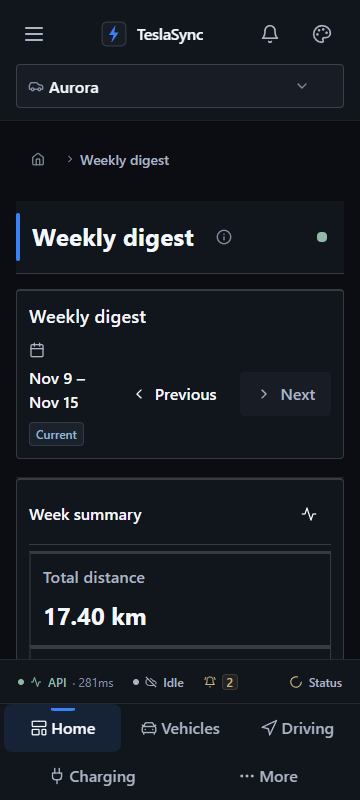 TeslaSync
Aurora
Weekly digest
Weekly digest
Weekly digest
Nov 9 –
Nov 15
Previous
Next
Current
Week summary
Total distance
17.40 km
API · 281ms
Idle
2
Status
Home
Vehicles
Driving
Charging
More